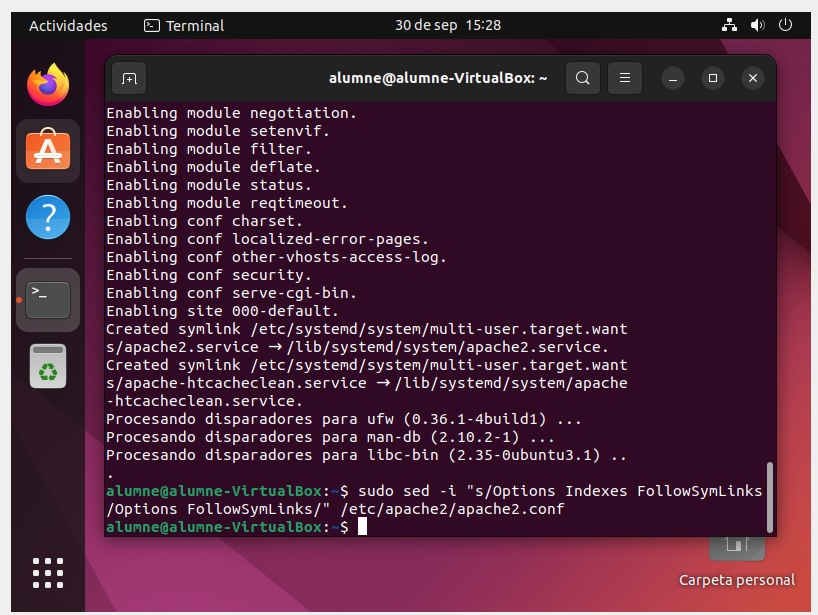 Actividades
Terminal
30 de sep 15:28
alumne@alumne-VirtualBox: ~
Enabling module negotiation.
Enabling module setenvif.
Enabling module filter.
Enabling module deflate.
Enabling module status.
Enabling module reqtimeout.
Enabling conf charset.
Enabling conf localized-error-pages.
Enabling conf other-vhosts-access-log.
Enabling conf security.
Enabling conf serve-cgi-bin.
Enabling site 000-default.
Created symlink /etc/systemd/system/multi-user.target.want
s/apache2.service → /lib/systemd/system/apache2.service.
Created symlink /etc/systemd/system/multi-user.target.want
s/apache-htcacheclean.service → /lib/systemd/system/apache
-htcacheclean.service.
Procesando disparadores para ufw (0.36.1-4build1) ...
Procesando disparadores para man-db (2.10.2-1) ...
Procesando disparadores para libc-bin (2.35-0ubuntu3.1) ..
.
alumne@alumne-VirtualBox:~$ sudo sed -i "s/Options Indexes FollowSymLinks
/Options FollowSymLinks/" /etc/apache2/apache2.conf
alumne@alumne-VirtualBox:~$
Carpeta personal